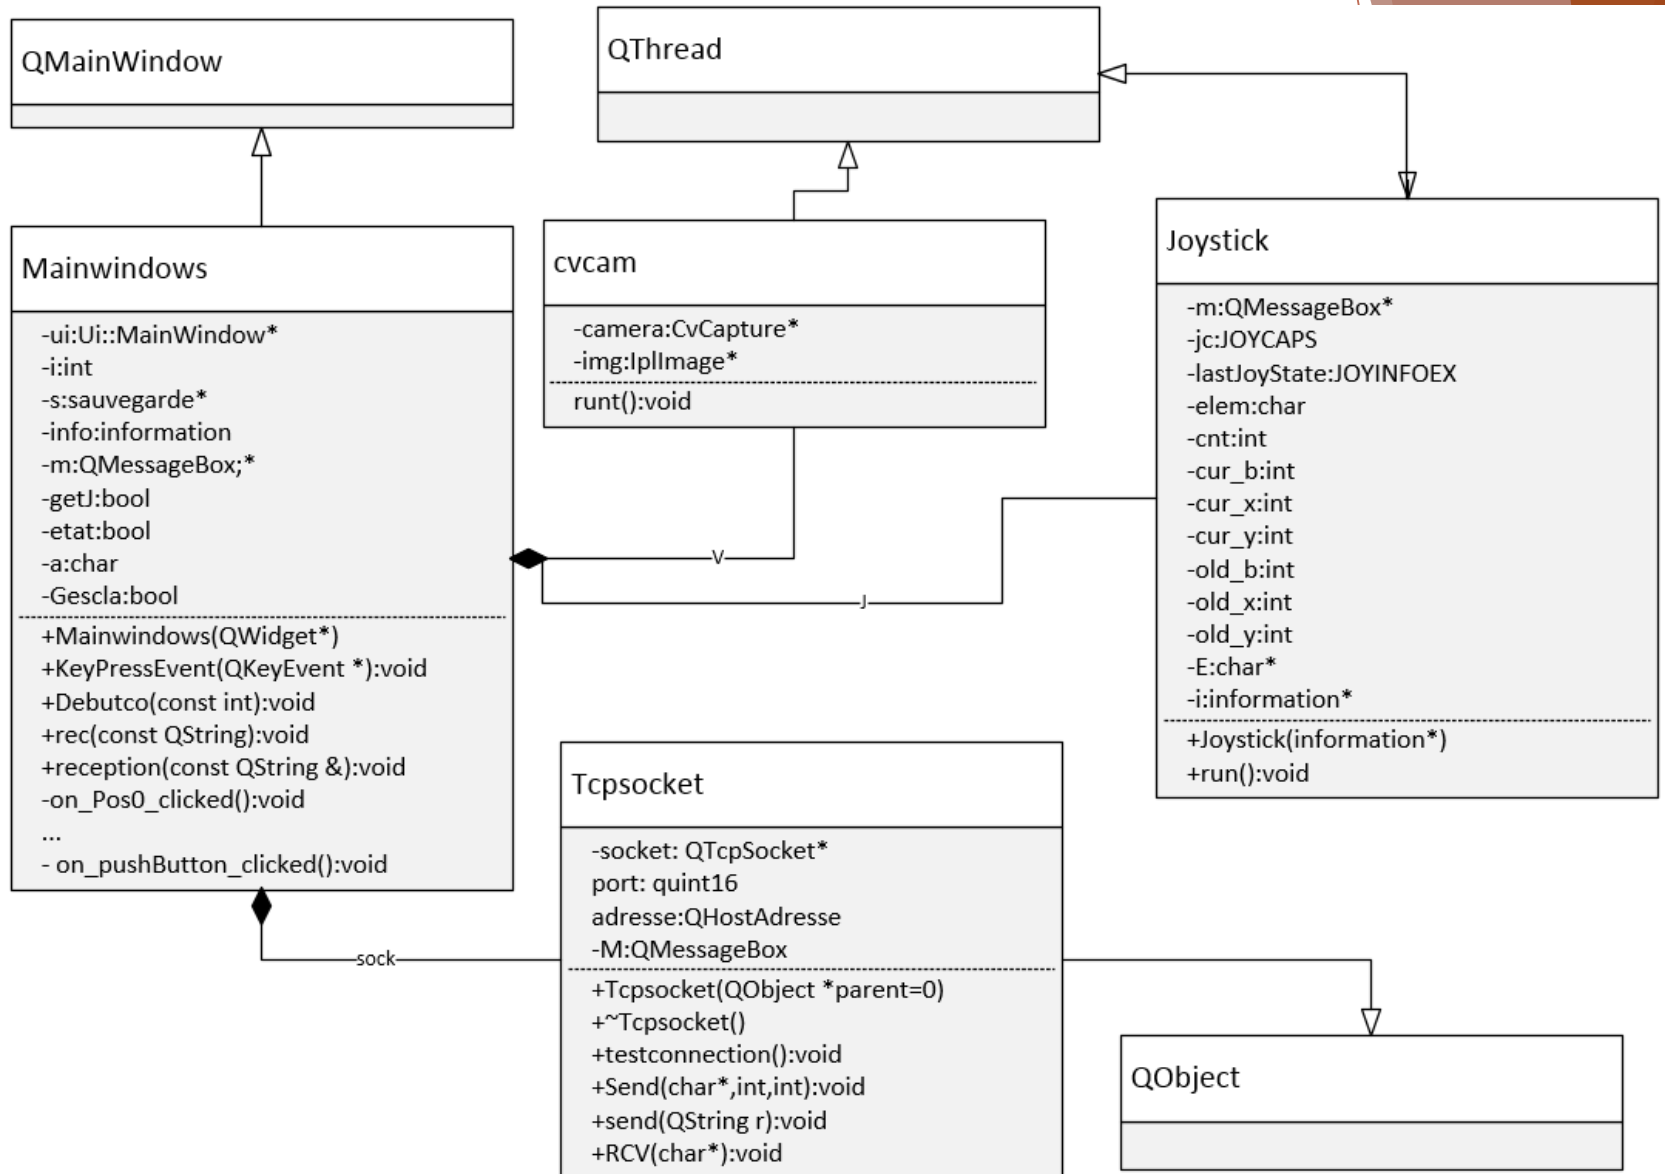 QMainWindow
QThread
Mainwindows
-ui:Ui::MainWindow*
-i:int
-s:sauvegarde*
-info:information
-m:QMessageBox;*
-getJ:bool
-etat:bool
-a:char
-Gescla:bool
+Mainwindows(QWidget*)
+KeyPressEvent(QKeyEvent *):void
+Debutco(const int):void
+rec(const QString):void
+reception(const QString &):void
-on_Pos0_clicked():void
...
- on_pushButton_clicked():void
cvcam
-camera:CvCapture*
-img:IplImage*
runt():void
V
J
Joystick
-m:QMessageBox*
-jc:JOYCAPS
-lastJoyState:JOYINFOEX
-elem:char
-cnt:int
-cur_b:int
-cur_x:int
-cur_y:int
-old_b:int
-old_x:int
-old_y:int
-E:char*
-i:information*
+Joystick(information*)
+run():void
sock
Tcpsocket
-socket: QTcpSocket*
port: quint16
adresse:QHostAdresse
-M:QMessageBox
+Tcpsocket(QObject *parent=0)
+~Tcpsocket()
+testconnection():void
+Send(char*,int,int):void
+send(QString r):void
+RCV(char*):void
QObject